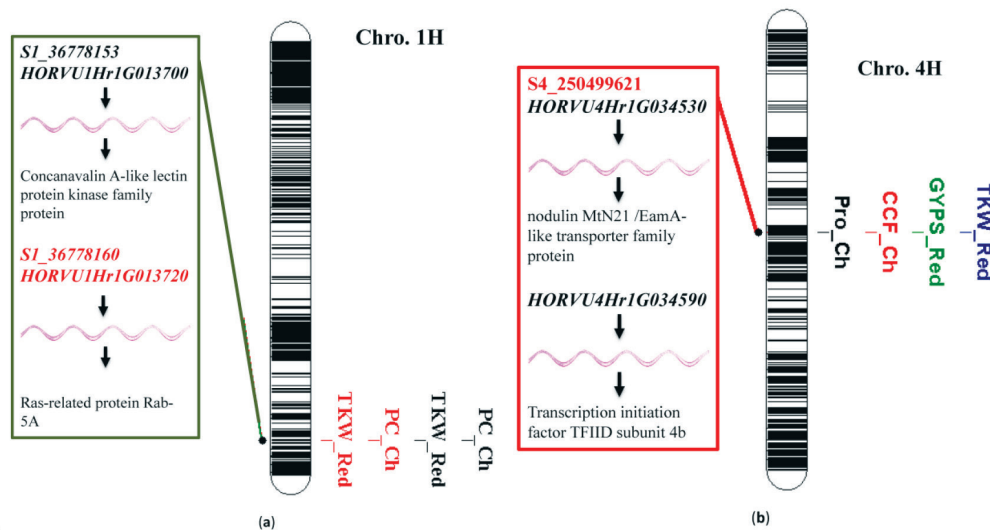 Chro. 1H
S1_36778153
HORVU1Hr1G013700
Concanavalin A-like lectin
protein kinase family
protein
S1_36778160
HORVU1Hr1G013720
Ras-related protein Rab-
5A
TKW_Red
PC_Ch
TKW_Red
PC_Ch
(a)
Chro. 4H
S4_250499621
HORVU4Hr1G034530
nodulin MtN21 /EamA-
like transporter family
protein
HORVU4Hr1G034590
Transcription initiation
factor TFIID subunit 4b
Pro_Ch
CCF_Ch
GYPS_Red
TKW_Red
(b)